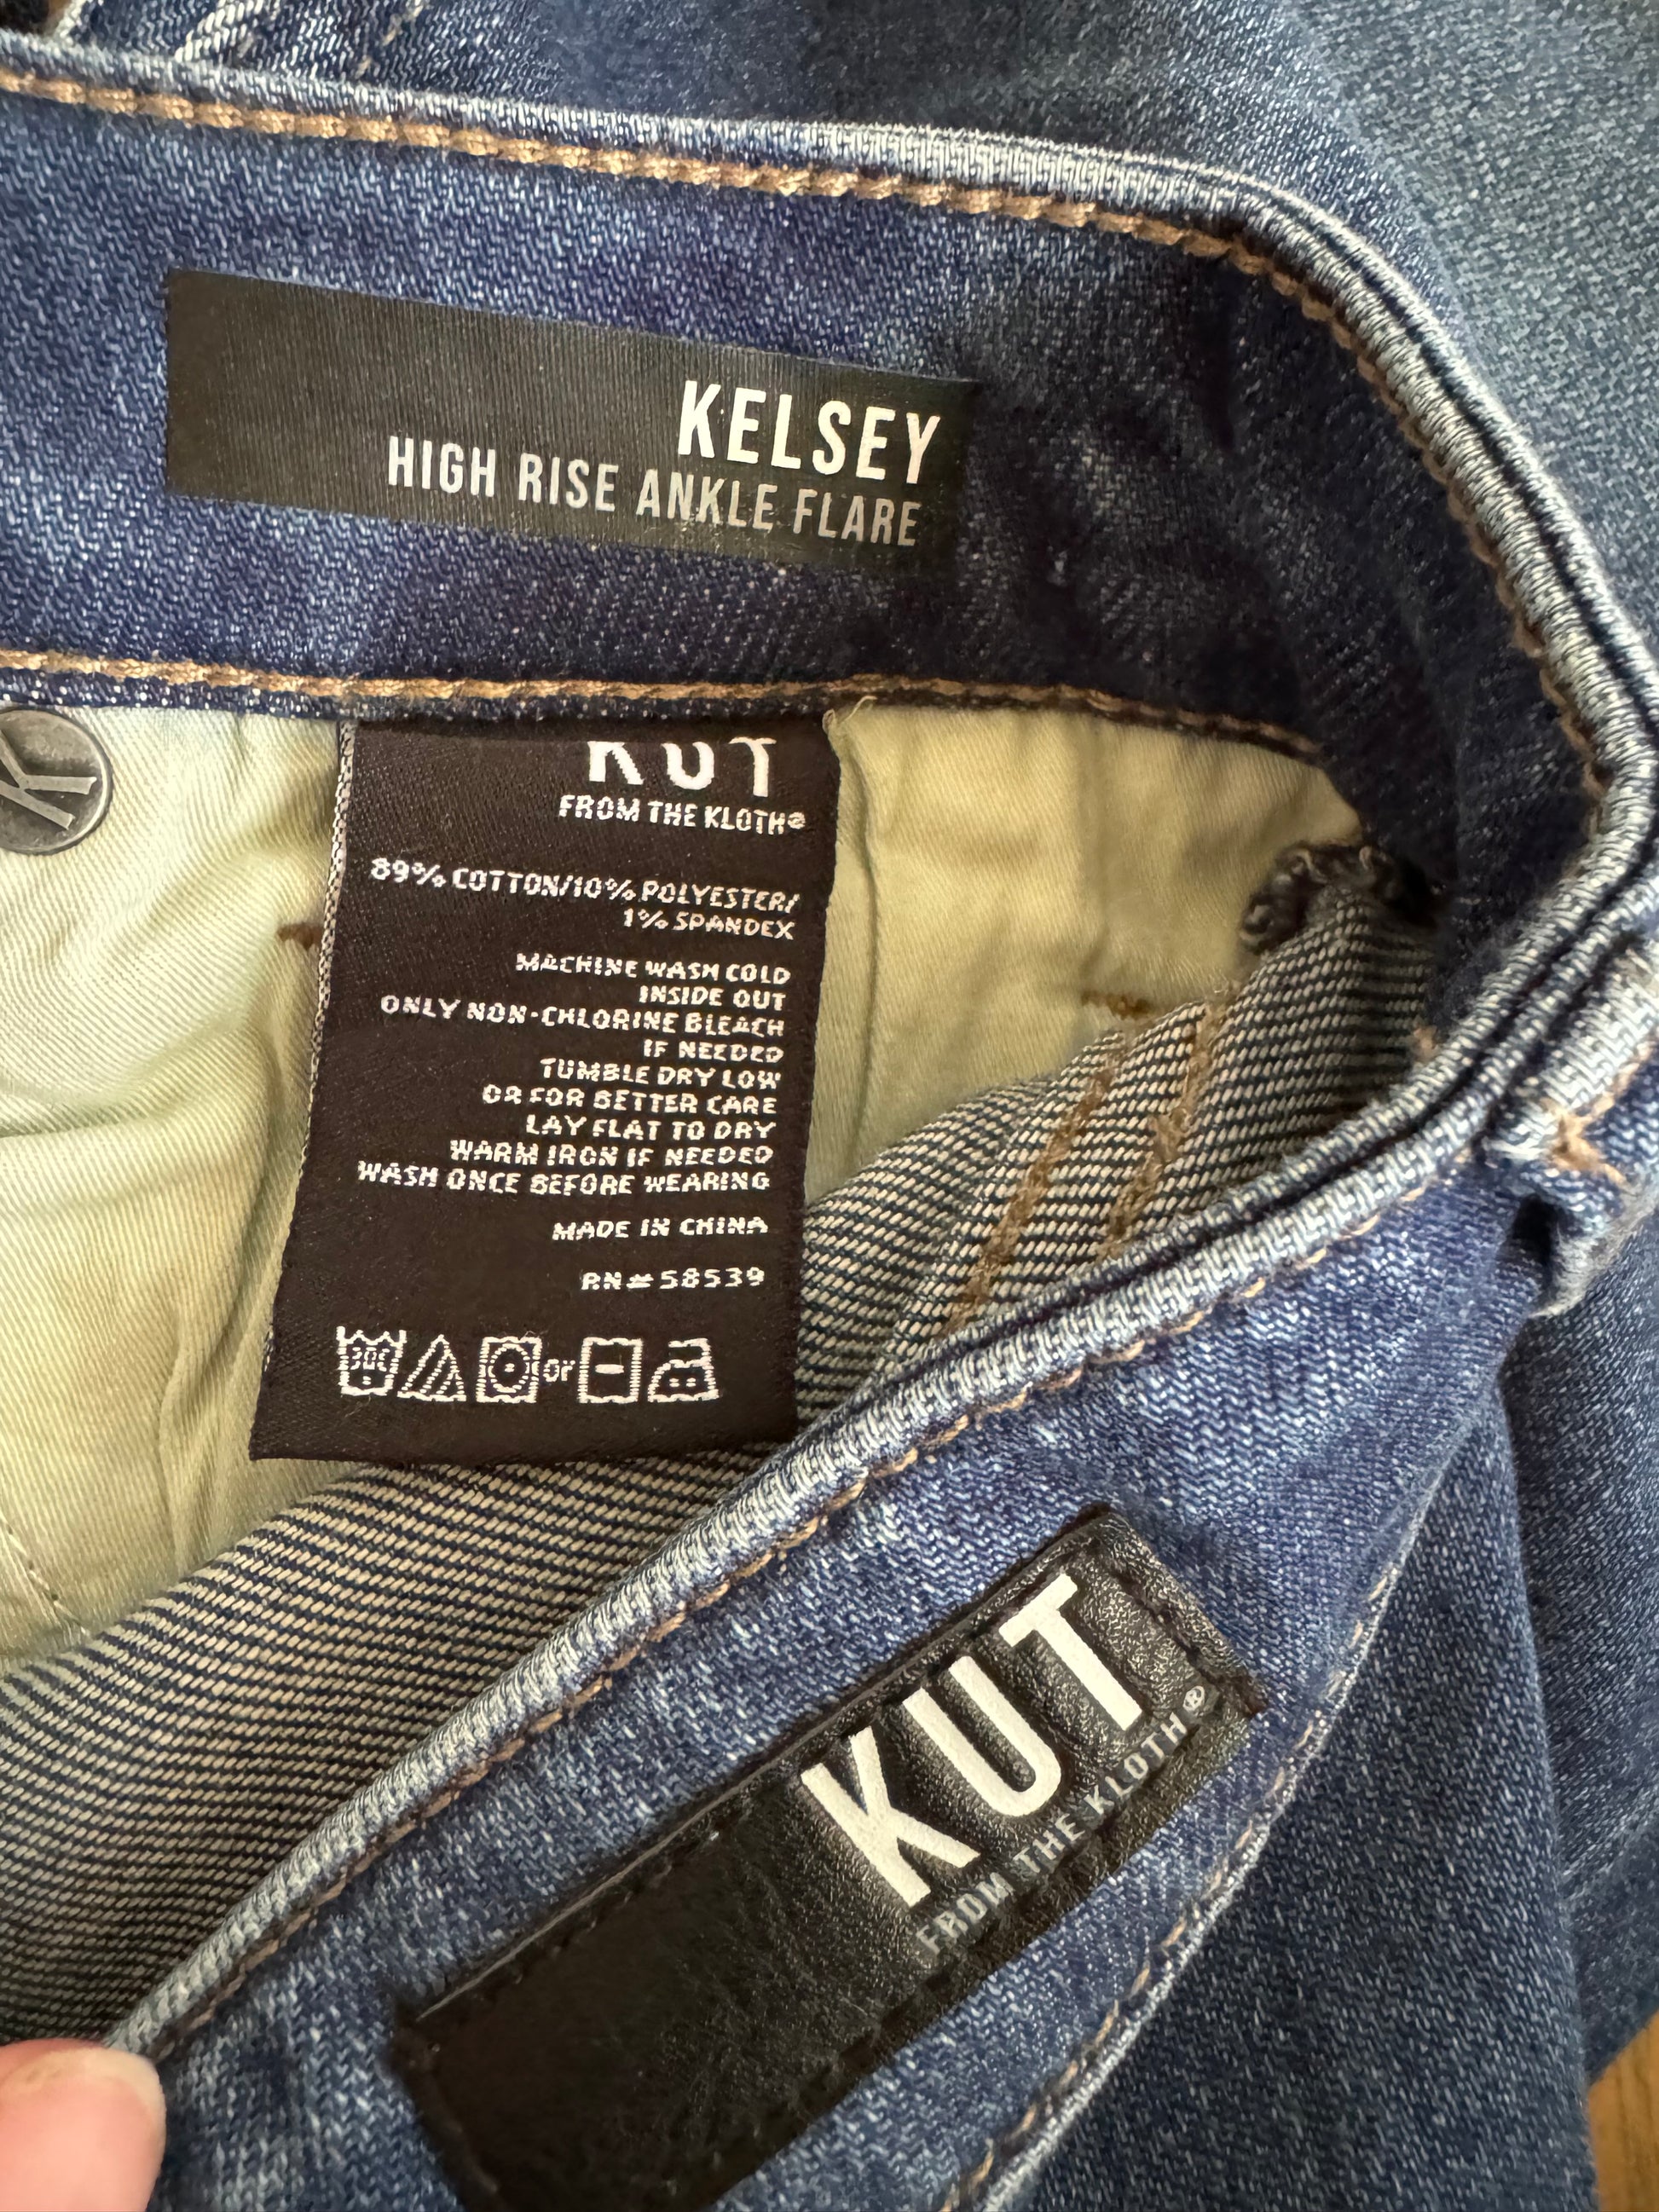 KELSEY
HIGH RISE ANKLE FLARE
K
KUT
FROM THE KLOTH®
89% COTTON/10% POLYESTER/
1% SPANDEX
MACHINE WASH COLD
INSIDE OUT
ONLY NON-CHLORINE BLEACH
IF NEEDED
TUMBLE DRY LOW
OR FOR BETTER CARE
LAY FLAT TO DRY
WARM IRON IF NEEDED
WASH ONCE BEFORE WEARING
MADE IN CHINA
RN#58539
30C or
KUT
FROM THE KLOTH®